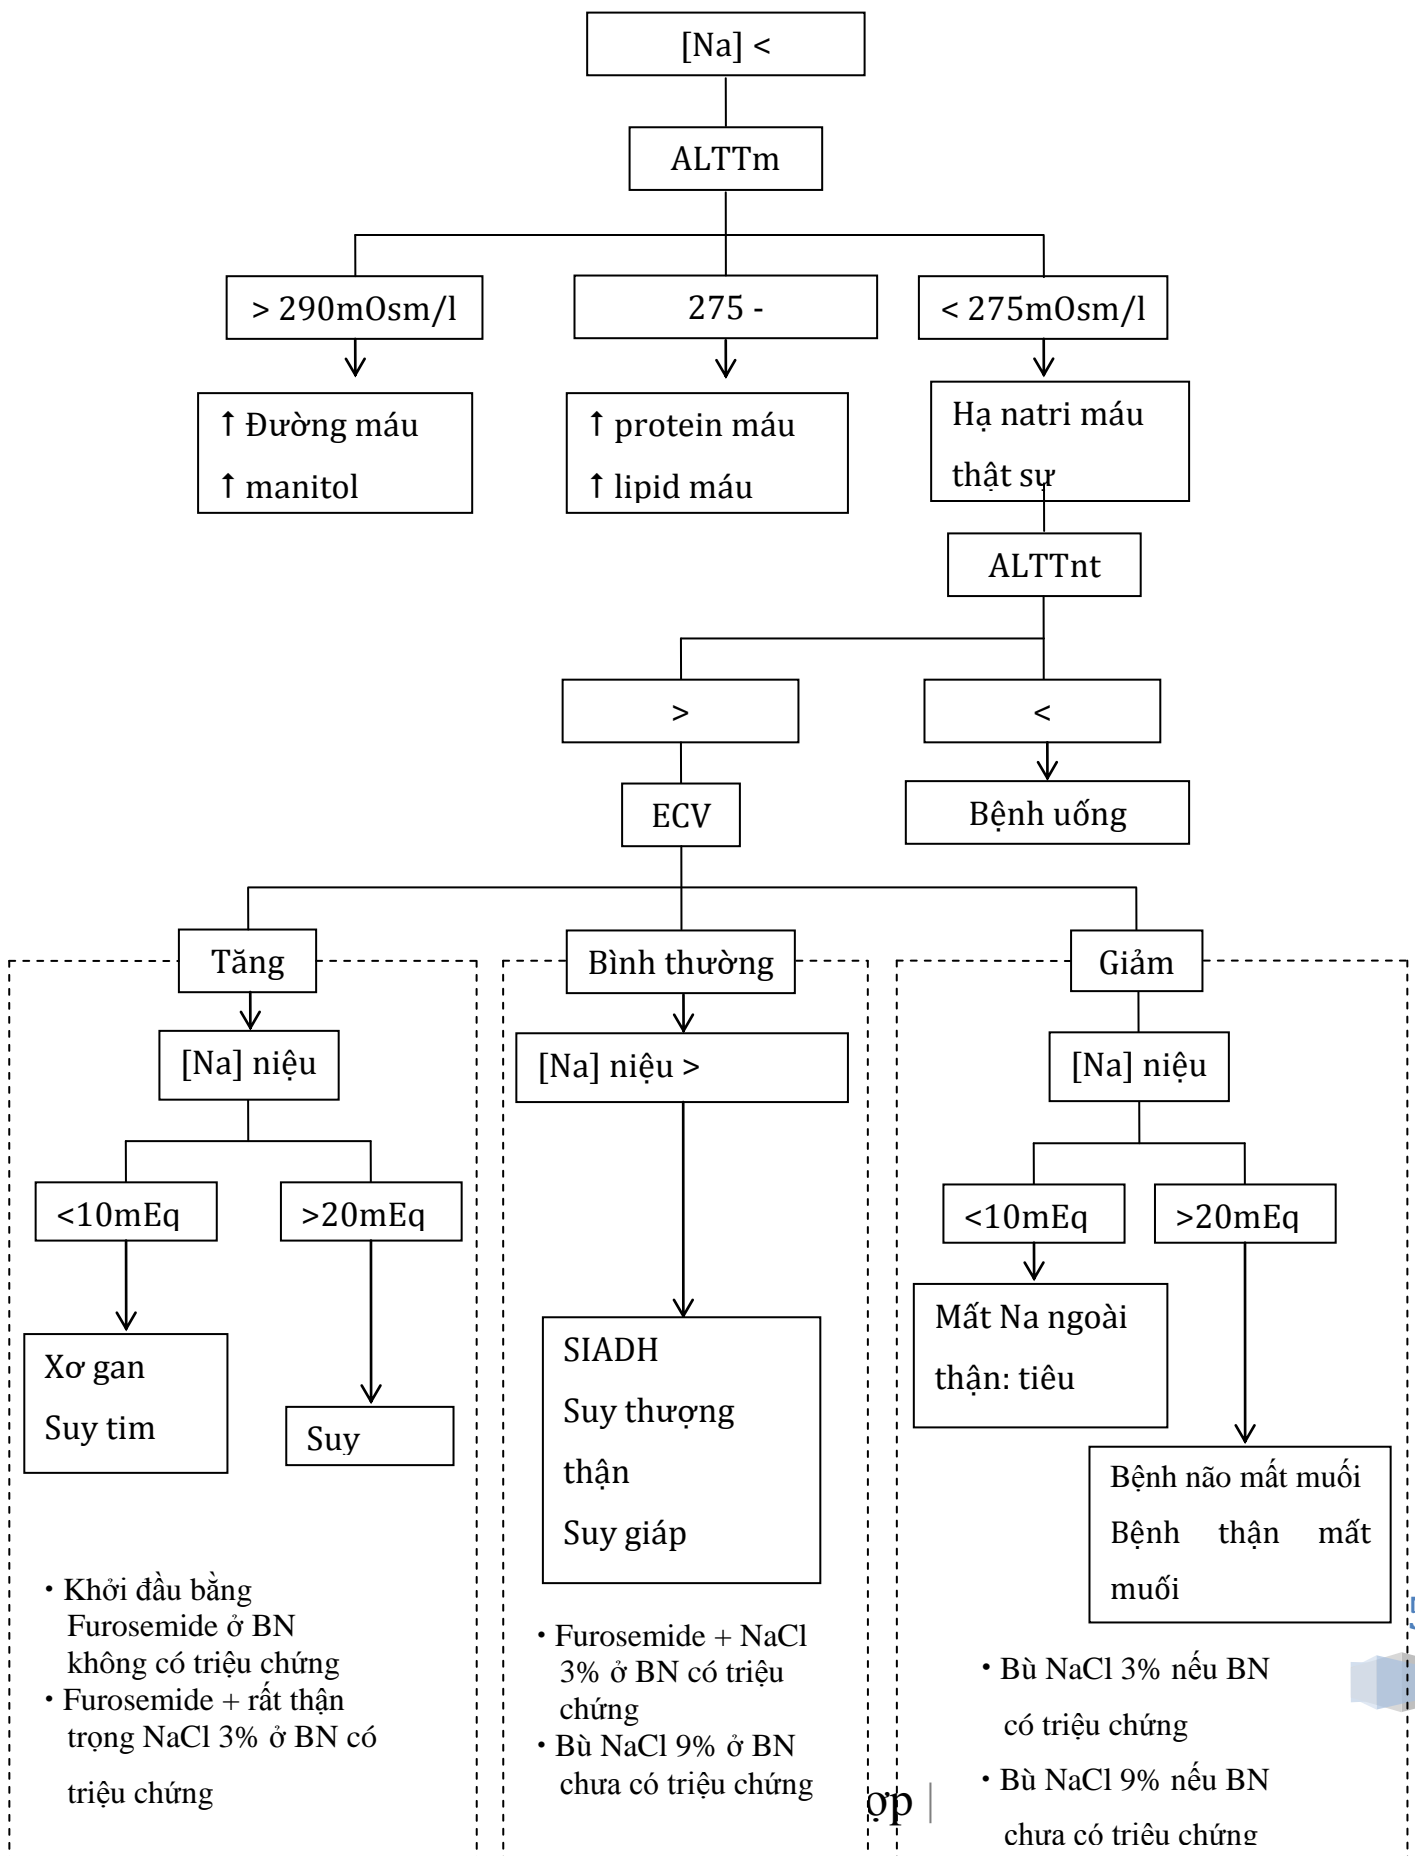 [Na] <
ALTTm
> 290mOsm/l
275 -
< 275mOsm/l
↑ Đường máu
↑ manitol
↑ protein máu
↑ lipid máu
Hạ natri máu
thật sự
ALTTnt
>
<
ECV
Bệnh uống
Tăng
Bình thường
Giảm
[Na] niệu
[Na] niệu >
[Na] niệu
<10mEq
>20mEq
<10mEq
>20mEq
Xơ gan
Suy tim
Suy
SIADH
Suy thượng
thận
Suy giáp
Mất Na ngoài
thận: tiêu
Bệnh não mất muối
Bệnh thận mất
muối
• Khởi đầu bằng
Furosemide ở BN
không có triệu chứng
• Furosemide + rất thận
trọng NaCl 3% ở BN có
triệu chứng
• Furosemide + NaCl
3% ở BN có triệu
chứng
• Bù NaCl 9% ở BN
chưa có triệu chứng
• Bù NaCl 3% nếu BN
có triệu chứng
• Bù NaCl 9% nếu BN
chưa có triệu chứng
ợp |